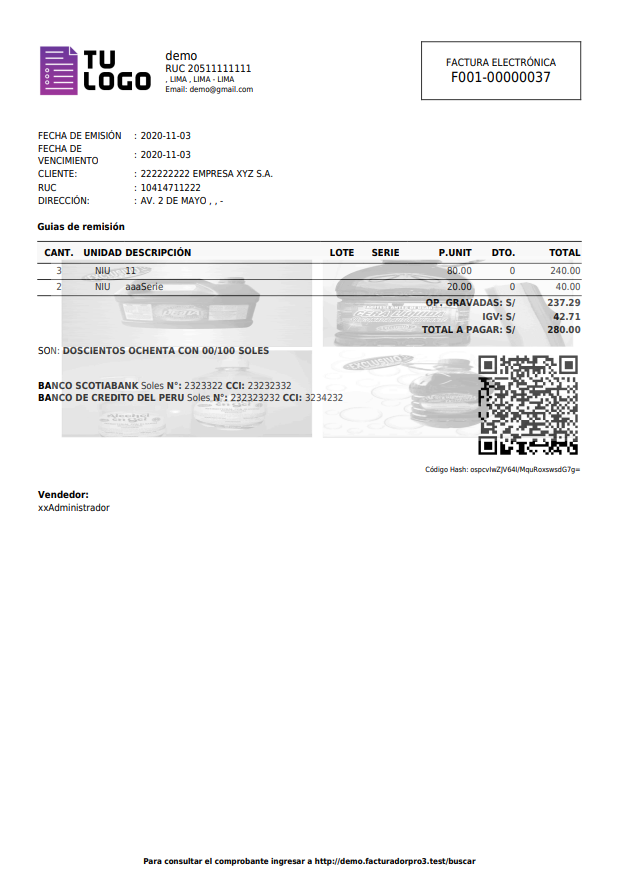 TU
LOGO
demo
RUC 20511111111
, LIMA , LIMA - LIMA
Email: demo@gmail.com
FACTURA ELECTRÓNICA
F001-00000037
FECHA DE EMISIÓN : 2020-11-03
FECHA DE
VENCIMIENTO : 2020-11-03
CLIENTE: : 222222222 EMPRESA XYZ S.A.
RUC : 10414711222
DIRECCIÓN: : AV. 2 DE MAYO , , -
Guias de remisión
CANT. UNIDAD DESCRIPCIÓN LOTE SERIE P.UNIT DTO. TOTAL
3 NIU 11 80.00 0 240.00
2 NIU aaaSerie 20.00 0 40.00
OP. GRAVADAS: S/ 237.29
IGV: S/ 42.71
TOTAL A PAGAR: S/ 280.00
SON: DOSCIENTOS OCHENTA CON 00/100 SOLES
BANCO SCOTIABANK Soles N°: 2323322 CCI: 23232332
BANCO DE CREDITO DEL PERU Soles N°: 232323232 CCI: 3234232
Vendedor:
xxAdministrador
Para consultar el comprobante ingresar a http://demo.facturadorpro3.test/buscar